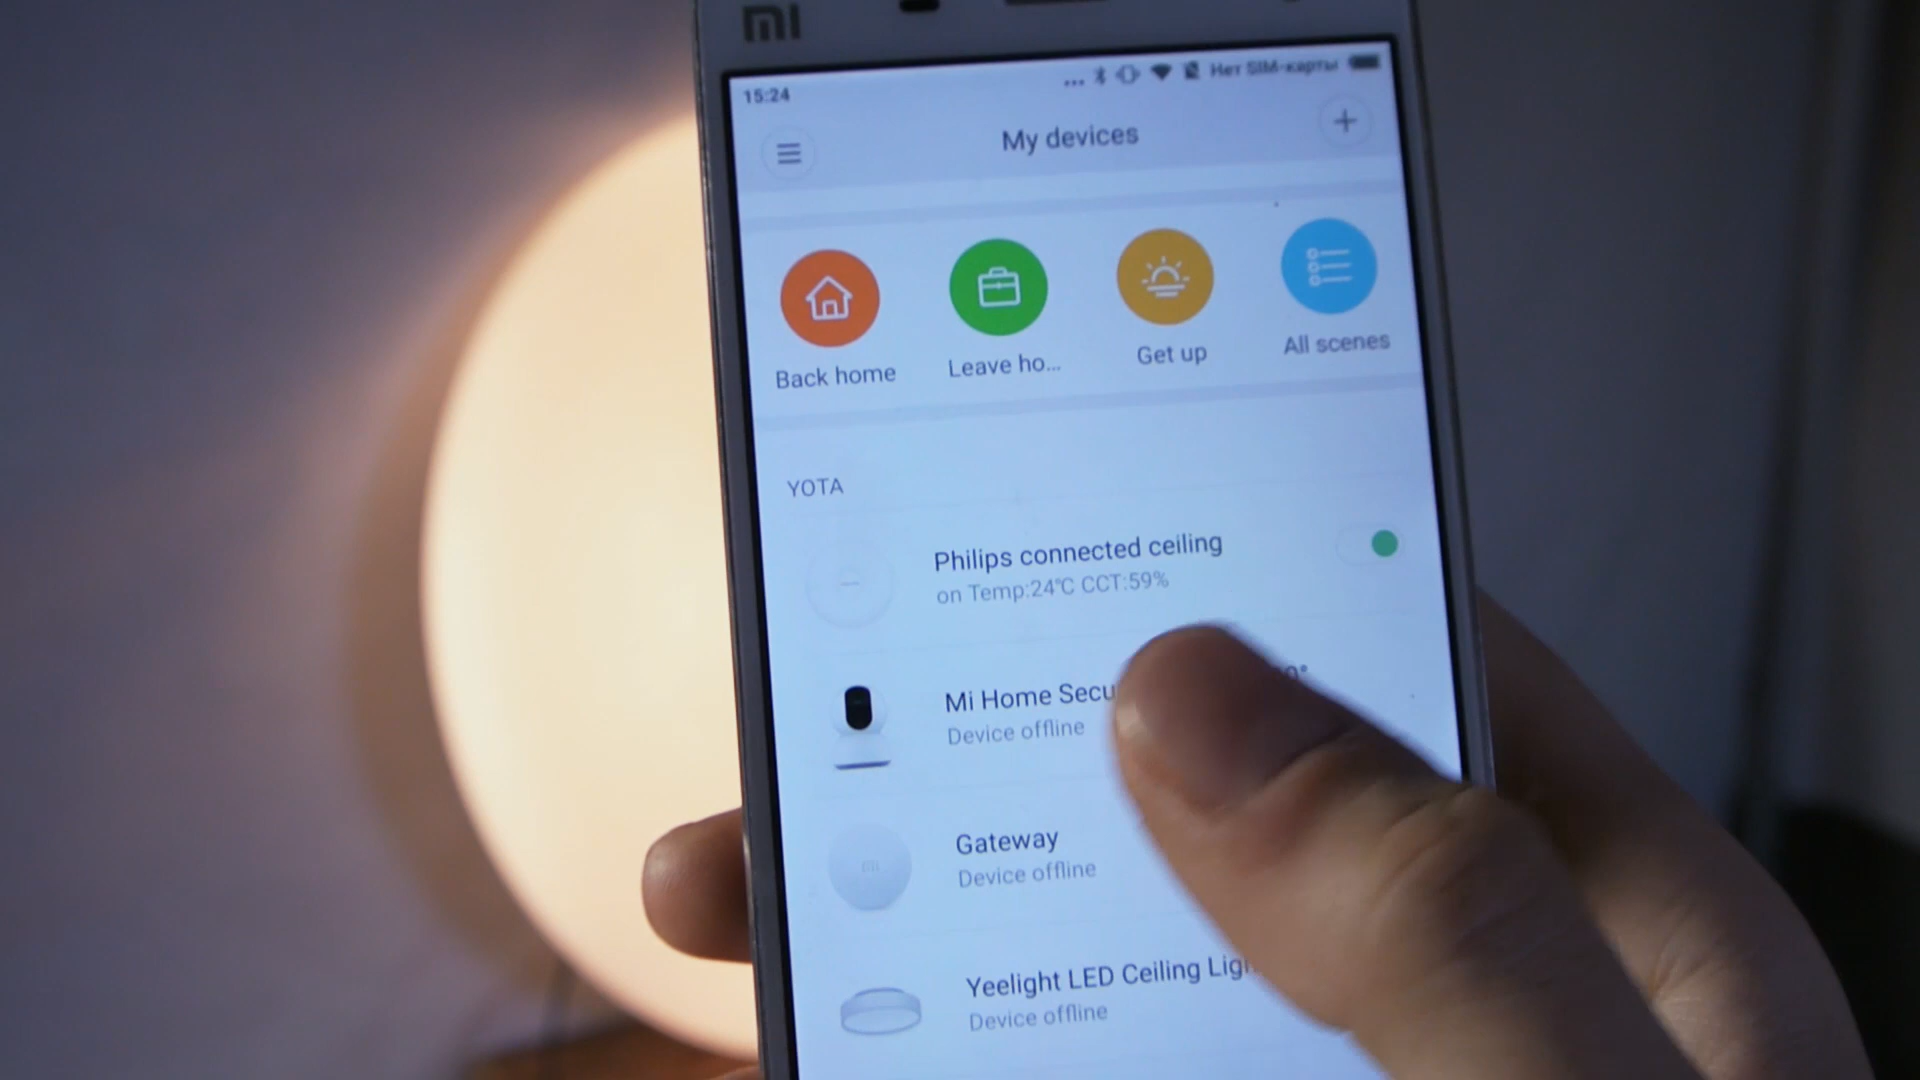 mi
15:24
... Нет SIM-карты
My devices
Back home
Leave ho...
Get up
All scenes
YOTA
Philips connected ceiling
on Temp:24℃ CCT:59%
Mi Home Secu 0°
Device offline
mi
Gateway
Device offline
Yeelight LED Ceiling Ligh
Device offline